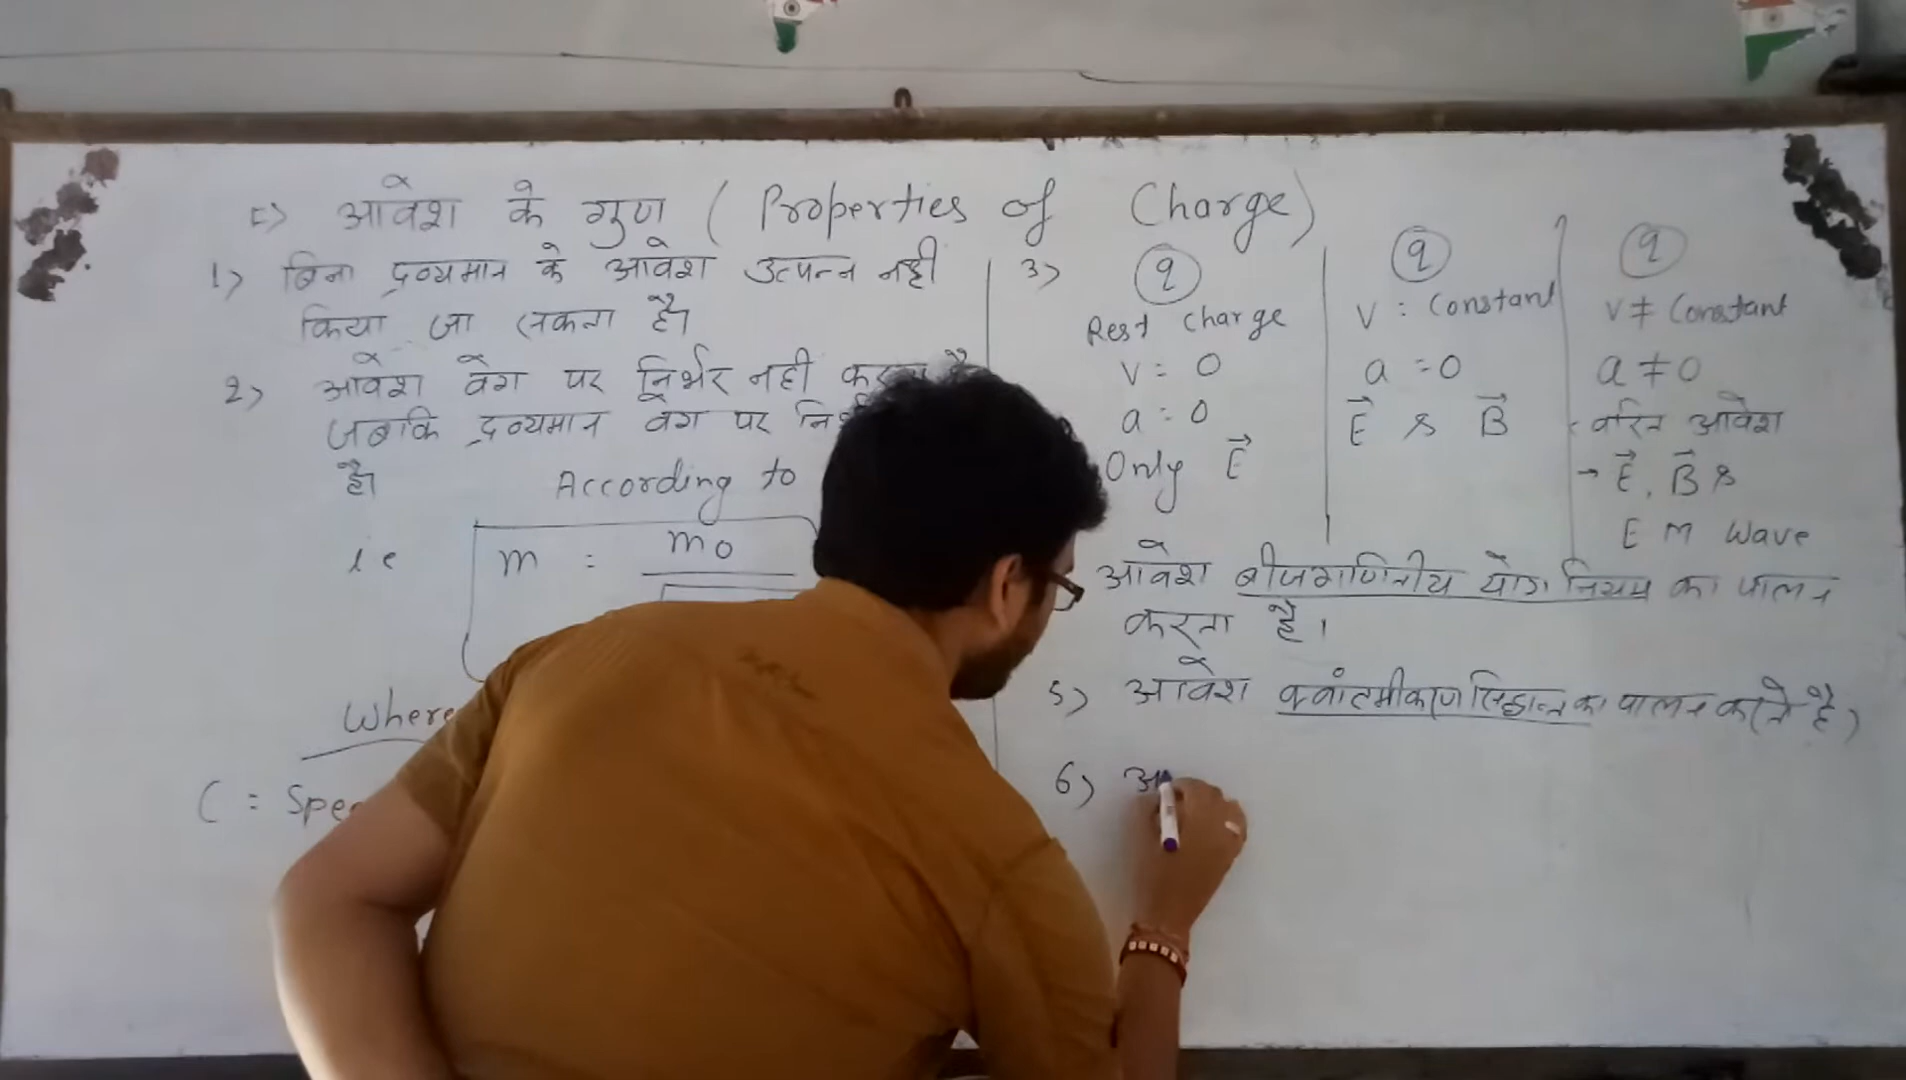 => आवेश के गुण ( Properties of Charge)
1) बिना द्रव्यमान के आवेश उत्पन्न नही
किया जा सकता है।
2) आवेश वेग पर निर्भर नही
जबकि द्रव्यमान वेग पर
है।
According to
i e m = m0
Where
C =
3) q
Rest Charge
v = 0
a = 0
Only E⃗
q
v = Constant
a = 0
E⃗ & B⃗
q
v ≠ Constant
a ≠ 0
आवेश
→ E⃗, B⃗ &
E M Wave
आवेश बीजगणितीय योग नियम का पालन
करता है।
5) आवेश क्वांटमीकरण सिद्धान्त का पालन करते है।
6)